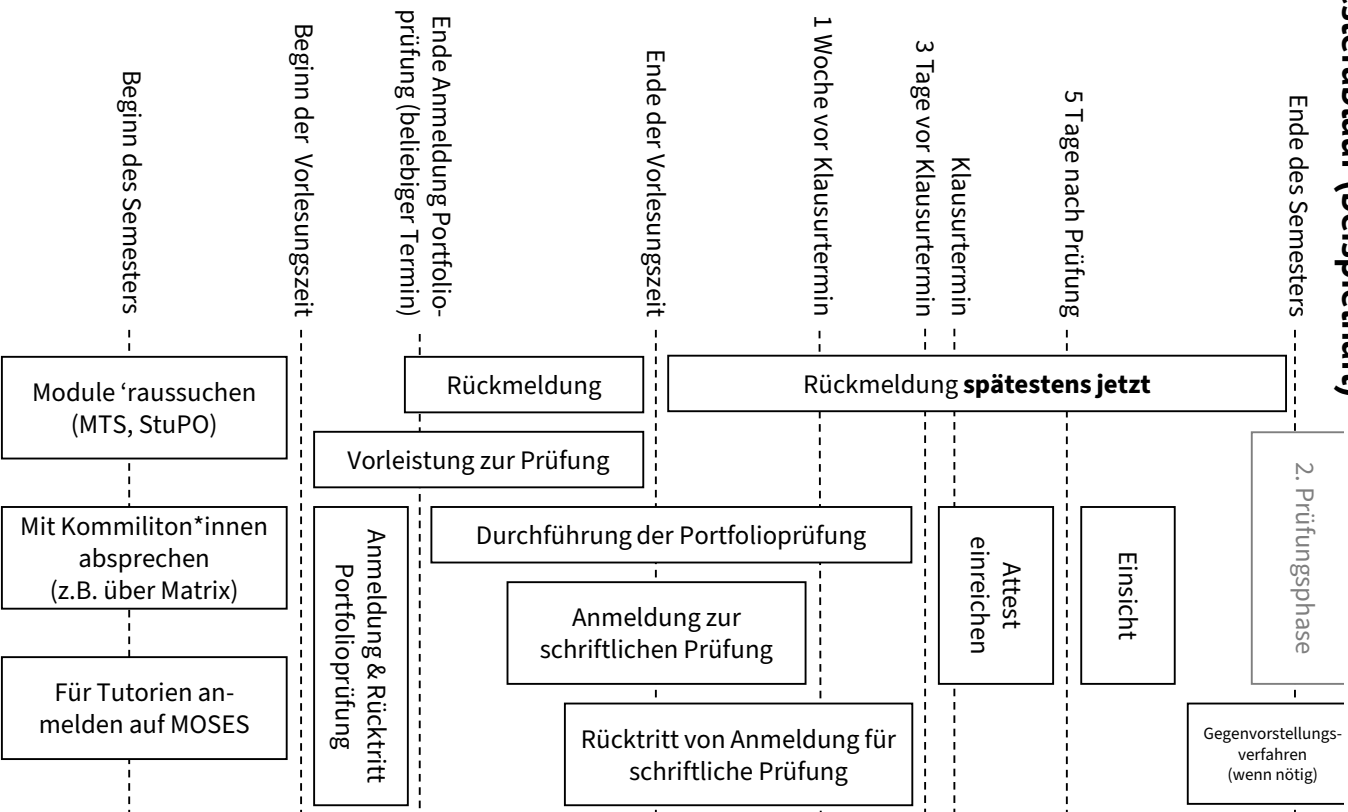 (beispielhaft)
Beginn des Semesters
Beginn der Vorlesungszeit
Ende Anmeldung Portfolio-
prüfung (beliebiger Termin)
Ende der Vorlesungszeit
1 Woche vor Klausurtermin
3 Tage vor Klausurtermin
Klausurtermin
5 Tage nach Prüfung
Ende des Semesters
Module ‘raussuchen
(MTS, StuPO)
Rückmeldung
Rückmeldung spätestens jetzt
Vorleistung zur Prüfung
2. Prüfungsphase
Mit Kommiliton*innen
absprechen
(z.B. über Matrix)
Anmeldung & Rücktritt
Portfolioprüfung
Durchführung der Portfolioprüfung
Attest
einreichen
Einsicht
Anmeldung zur
schriftlichen Prüfung
Für Tutorien an-
melden auf MOSES
Rücktritt von Anmeldung für
schriftliche Prüfung
Gegenvorstellungs-
verfahren
(wenn nötig)